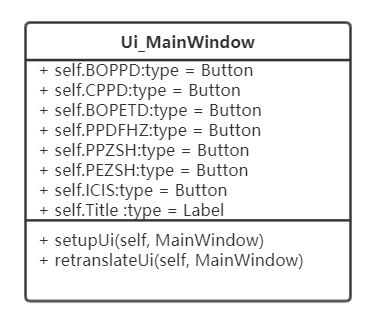 Ui_MainWindow
+ self.BOPPD:type = Button
+ self.CPPD:type = Button
+ self.BOPETD:type = Button
+ self.PPDFHZ:type = Button
+ self.PPZSH:type = Button
+ self.PEZSH:type = Button
+ self.ICIS:type = Button
+ self.Title :type = Label
+ setupUi(self, MainWindow)
+ retranslateUi(self, MainWindow)